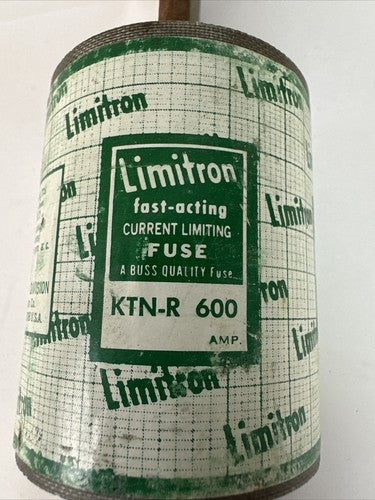 Limitron
Limitron
Limitron
fast-acting
CURRENT LIMITING
FUSE
A BUSS QUALITY Fuse
KTN-R 600
AMP.
Limitron
Limitron